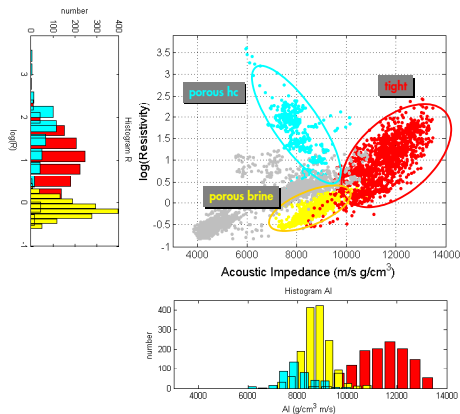 number
0 100 200 300 400
3
2
1
0
-1
log(R)
Histogram R
log(Resistivity)
3.5
3
2.5
2
1.5
1
0.5
0
-0.5
-1
porous hc
tight
porous brine
4000 6000 8000 10000 12000 14000
Acoustic Impedance (m/s g/cm³)
Histogram AI
number
400
300
200
100
0
4000 6000 8000 10000 12000 14000
AI (g/cm³ m/s)